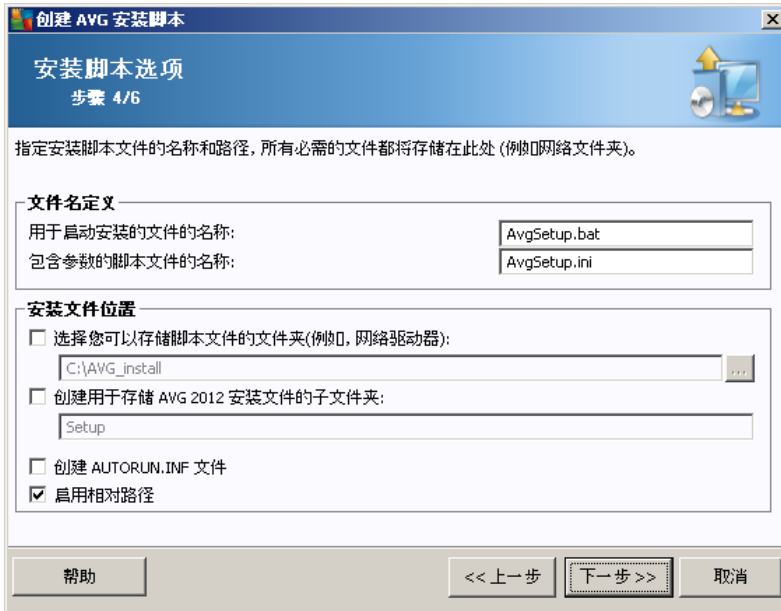 创建 AVG 安装脚本
安装脚本选项
步骤 4/6
指定安装脚本文件的名称和路径, 所有必需的文件都将存储在此处 (例如网络文件夹)。
文件名定义
用于启动安装的文件的名称:
AvgSetup.bat
包含参数的脚本文件的名称:
AvgSetup.ini
安装文件位置
选择您可以存储脚本文件的文件夹(例如, 网络驱动器):
C:\AVG_install
...
创建用于存储 AVG 2012 安装文件的子文件夹:
Setup
创建 AUTORUN.INF 文件
启用相对路径
帮助
<< 上一步
下一步 >>
取消